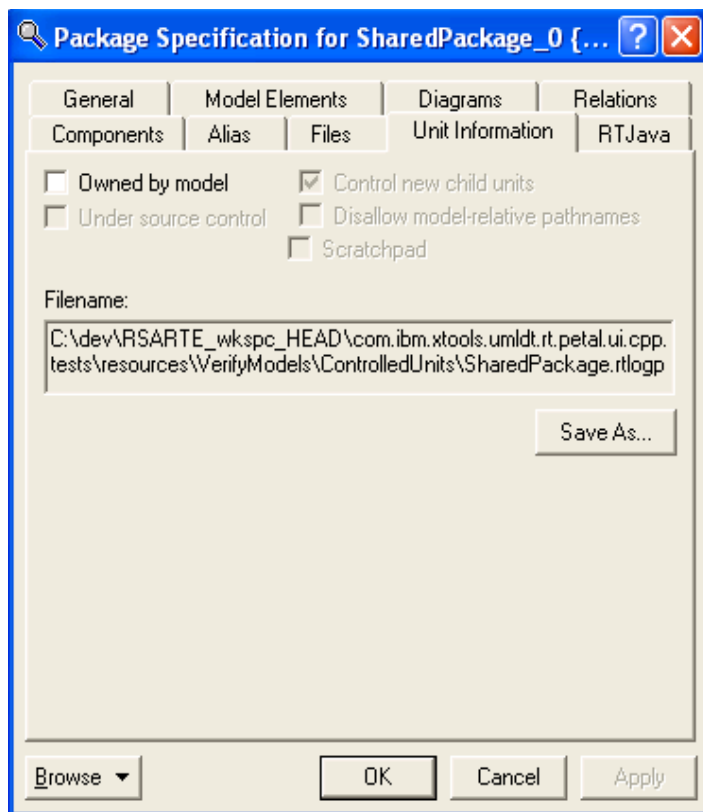 Package Specification for SharedPackage_0 {...
General Model Elements Diagrams Relations
Components Alias Files Unit Information RTJava
Owned by model Control new child units
Under source control Disallow model-relative pathnames
Scratchpad
Filename:
C:\dev\RSARTE_wkspc_HEAD\com.ibm.xtools.umldt.rt.petal.ui.cpp.
tests\resources\VerifyModels\ControlledUnits\SharedPackage.rtlogp
Save As...
Browse OK Cancel Apply